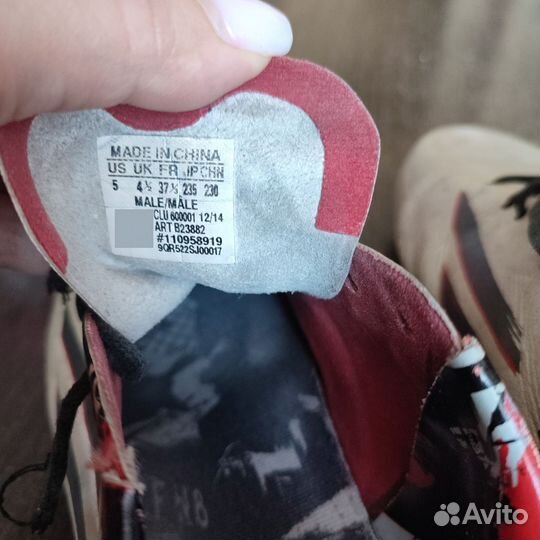 MADE IN CHINA
US UK FR JP CHN
5 4½ 37⅓ 235 230
MALE/MÂLE
CLU 600001 12/14
ART B23882
#110958919
9QR522SJ00017
Avito